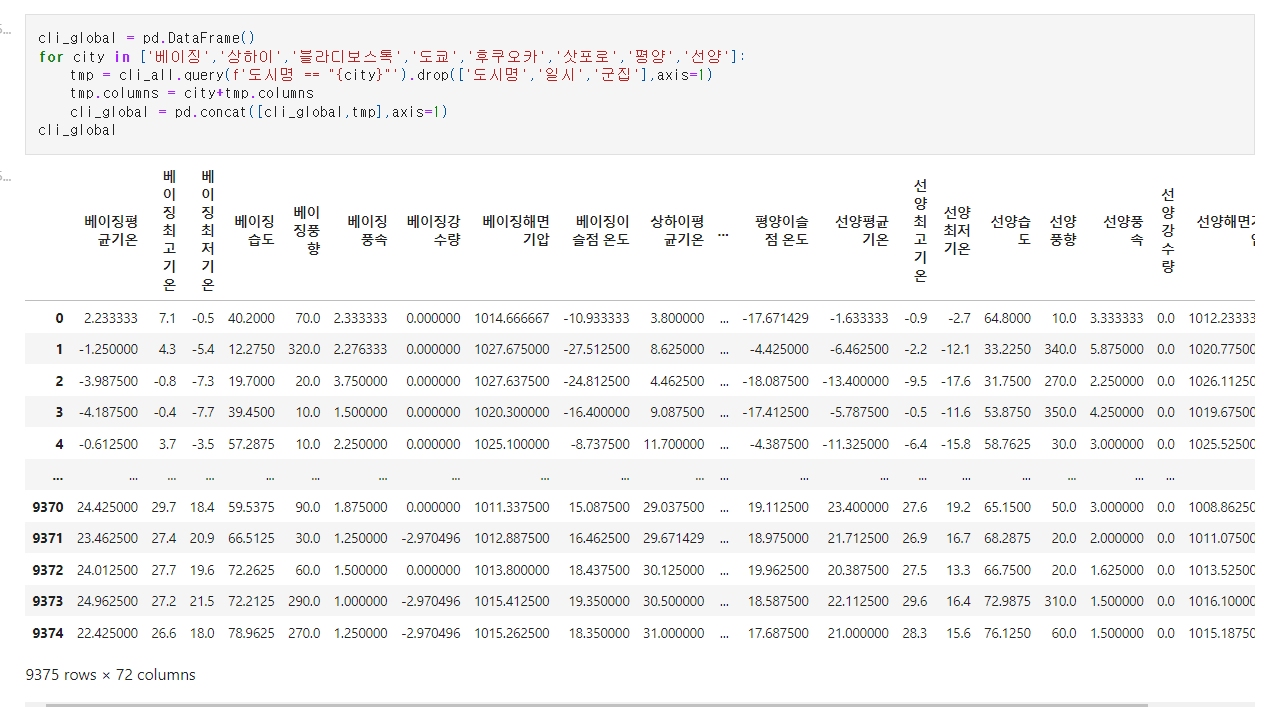 cli_global = pd.DataFrame()
for city in ['베이징','상하이','블라디보스톡','도쿄','후쿠오카','삿포로','평양','선양']:
    tmp = cli_all.query(f'도시명 == "{city}"').drop(['도시명','일시','군집'],axis=1)
    tmp.columns = city+tmp.columns
    cli_global = pd.concat([cli_global,tmp],axis=1)
cli_global
베이징평균기온 베이징최고기온 베이징최저기온 베이징습도 베이징풍향 베이징풍속 베이징강수량 베이징해면기압 베이징이슬점 온도 상하이평균기온 ... 평양이슬점 온도 선양평균기온 선양최고기온 선양최저기온 선양습도 선양풍향 선양풍속 선양강수량 선양해면
0 2.233333 7.1 -0.5 40.2000 70.0 2.333333 0.000000 1014.666667 -10.933333 3.800000 ... -17.671429 -1.633333 -0.9 -2.7 64.8000 10.0 3.333333 0.0 1012.23333
1 -1.250000 4.3 -5.4 12.2750 320.0 2.276333 0.000000 1027.675000 -27.512500 8.625000 ... -4.425000 -6.462500 -2.2 -12.1 33.2250 340.0 5.875000 0.0 1020.77500
2 -3.987500 -0.8 -7.3 19.7000 20.0 3.750000 0.000000 1027.637500 -24.812500 4.462500 ... -18.087500 -13.400000 -9.5 -17.6 31.7500 270.0 2.250000 0.0 1026.11250
3 -4.187500 -0.4 -7.7 39.4500 10.0 1.500000 0.000000 1020.300000 -16.400000 9.087500 ... -17.412500 -5.787500 -0.5 -11.6 53.8750 350.0 4.250000 0.0 1019.67500
4 -0.612500 3.7 -3.5 57.2875 10.0 2.250000 0.000000 1025.100000 -8.737500 11.700000 ... -4.387500 -11.325000 -6.4 -15.8 58.7625 30.0 3.000000 0.0 1025.52500
... ... ... ... ... ... ... ... ... ... ... ... ... ... ... ... ... ... ... ...
9370 24.425000 29.7 18.4 59.5375 90.0 1.875000 0.000000 1011.337500 15.087500 29.037500 ... 19.112500 23.400000 27.6 19.2 65.1500 50.0 3.000000 0.0 1008.86250
9371 23.462500 27.4 20.9 66.5125 30.0 1.250000 -2.970496 1012.887500 16.462500 29.671429 ... 18.975000 21.712500 26.9 16.7 68.2875 20.0 2.000000 0.0 1011.07500
9372 24.012500 27.7 19.6 72.2625 60.0 1.500000 0.000000 1013.800000 18.437500 30.125000 ... 19.962500 20.387500 27.5 13.3 66.7500 20.0 1.625000 0.0 1013.52500
9373 24.962500 27.2 21.5 72.2125 290.0 1.000000 -2.970496 1015.412500 19.350000 30.500000 ... 18.587500 22.112500 29.6 16.4 72.9875 310.0 1.500000 0.0 1016.10000
9374 22.425000 26.6 18.0 78.9625 270.0 1.250000 -2.970496 1015.262500 18.350000 31.000000 ... 17.687500 21.000000 28.3 15.6 76.1250 60.0 1.500000 0.0 1015.18750
9375 rows × 72 columns